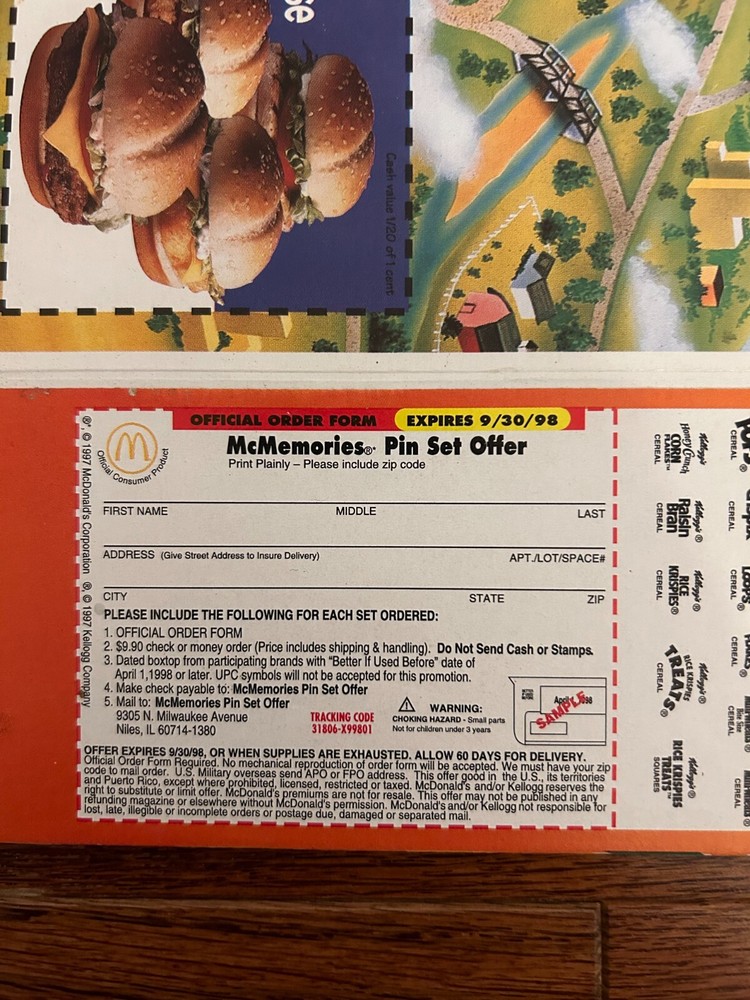 se
Cash value 1/20 of 1 cent
OFFICIAL ORDER FORM
EXPIRES 9/30/98
McMemories®* Pin Set Offer
Print Plainly – Please include zip code
Official Consumer Product
FIRST NAME MIDDLE LAST
ADDRESS (Give Street Address to Insure Delivery) APT./LOT/SPACE#
CITY STATE ZIP
PLEASE INCLUDE THE FOLLOWING FOR EACH SET ORDERED:
1. OFFICIAL ORDER FORM
2. $9.90 check or money order (Price includes shipping & handling). Do Not Send Cash or Stamps.
3. Dated boxtop from participating brands with "Better If Used Before" date of
April 1,1998 or later. UPC symbols will not be accepted for this promotion.
4. Make check payable to: McMemories Pin Set Offer
5. Mail to: McMemories Pin Set Offer
9305 N. Milwaukee Avenue
Niles, IL 60714-1380
TRACKING CODE
31806-X99801
WARNING:
CHOKING HAZARD - Small parts
Not for children under 3 years
SAMPLE
OFFER EXPIRES 9/30/98, OR WHEN SUPPLIES ARE EXHAUSTED. ALLOW 60 DAYS FOR DELIVERY.
Official Order Form Required. No mechanical reproduction of order form will be accepted. We must have your zip
code to mail order. U.S. Military overseas send APO or FPO address. This offer good in the U.S., its territories
and Puerto Rico, except where prohibited, licensed, restricted or taxed. McDonald's and/or Kellogg reserves the
right to substitute or limit offer. McDonald's premiums are not for resale. This offer may not be published in any
refunding magazine or elsewhere without McDonald's permission. McDonald's and/or Kellogg not responsible for
lost, late, illegible or incomplete orders or postage due, damaged or separated mail.
®*, © 1997 McDonald's Corporation ®, © 1997 Kellogg Company
Kellogg's
Honey Crunch
CORN
FLAKES™
CEREAL
Kellogg's®
Raisin
Bran
CEREAL
Kellogg's®
RICE
KRISPIES®
CEREAL
Kellogg's
RICE KRISPIES
TREATS®
CEREAL
RICE KRISPIES
TREATS™
SQUARES
CEREAL
CEREAL
CEREAL
CEREAL
CEREAL